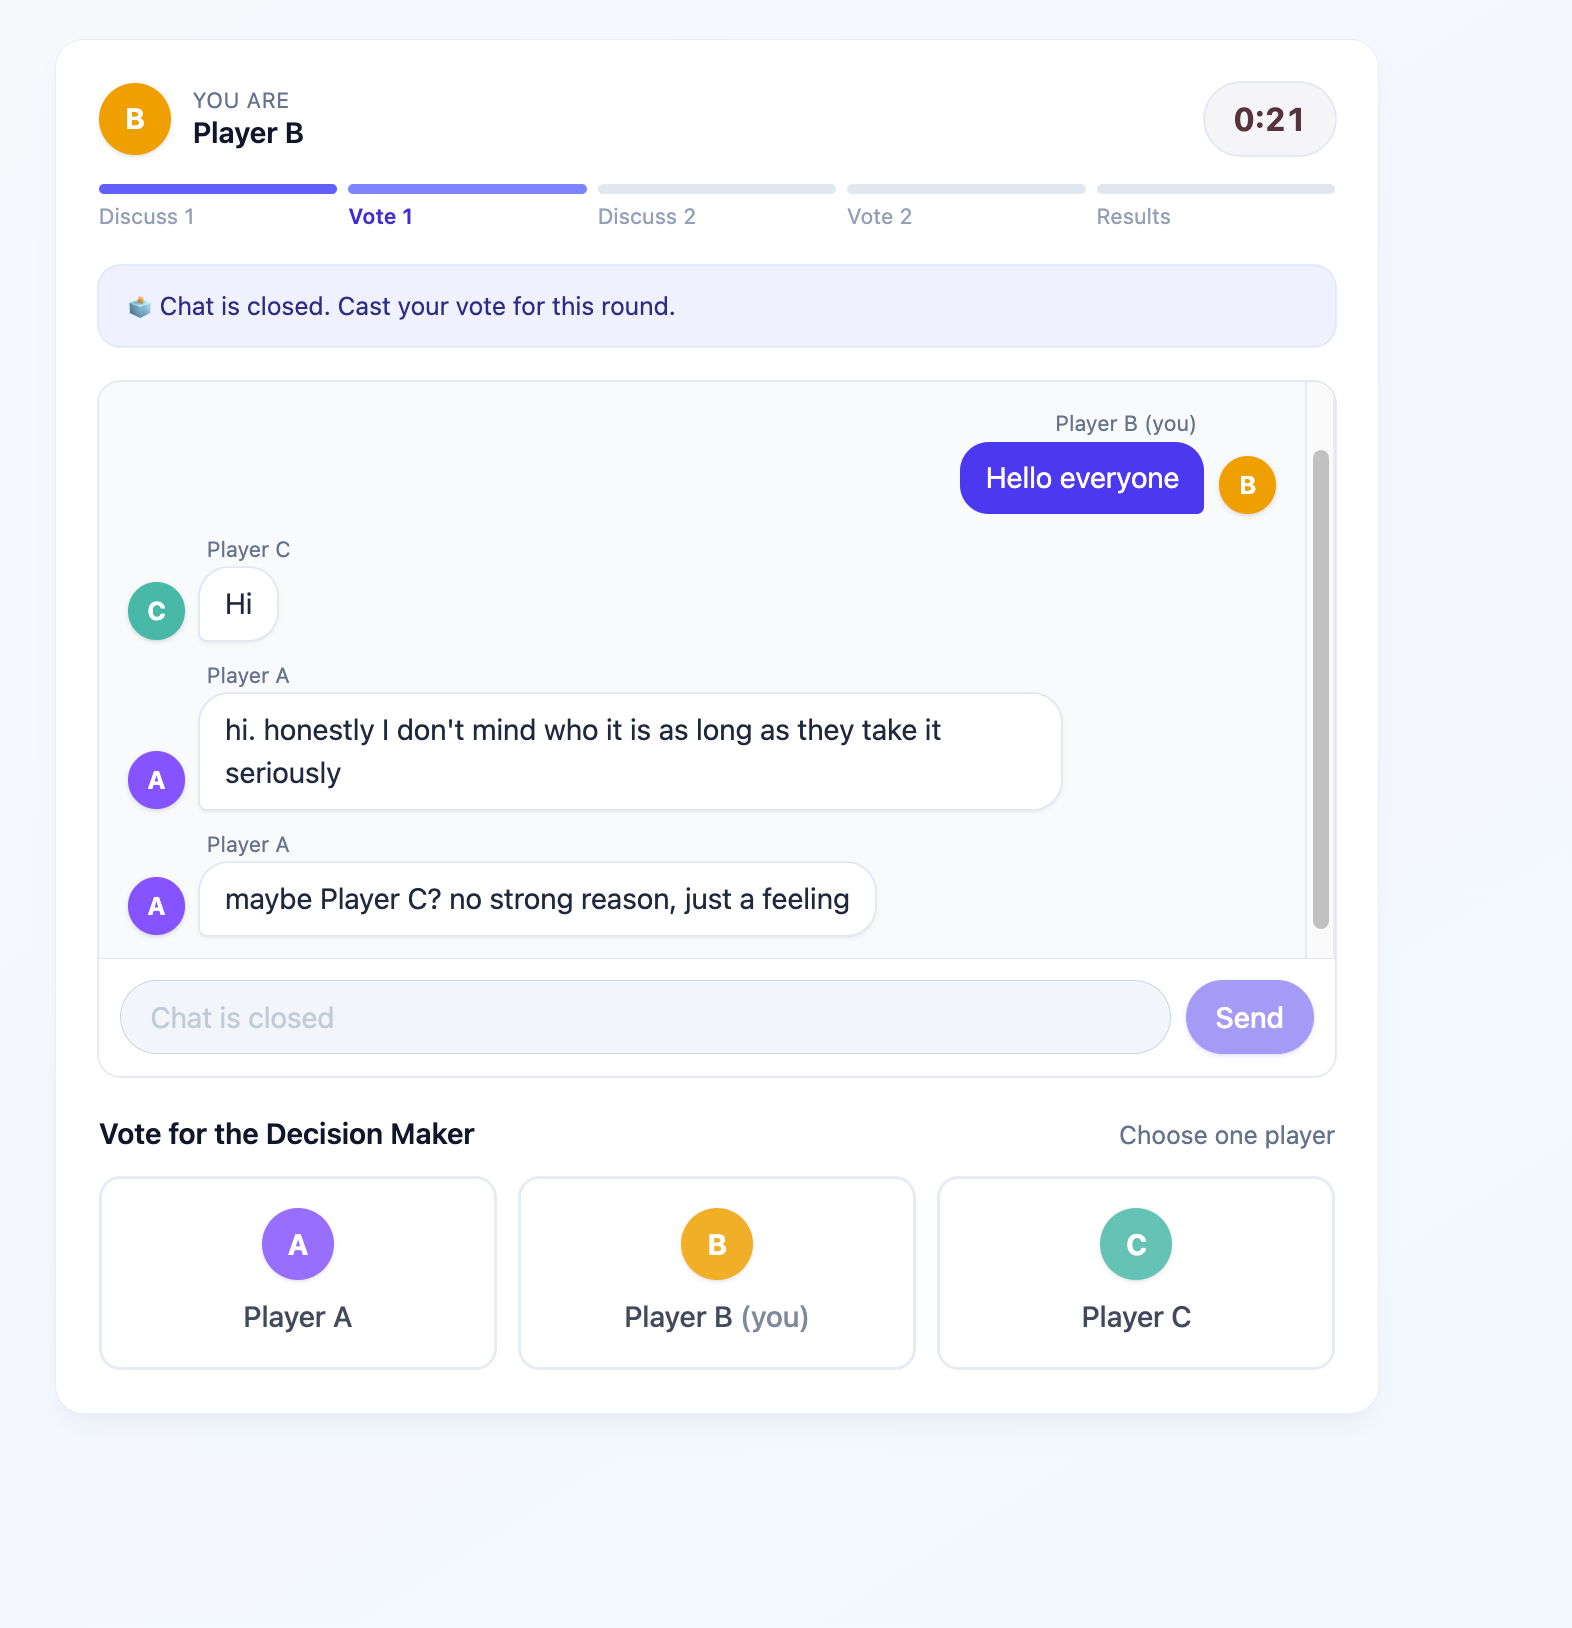 B
YOU ARE
Player B
0:21
Discuss 1
Vote 1
Discuss 2
Vote 2
Results
Chat is closed. Cast your vote for this round.
Player B (you)
Hello everyone
B
Player C
C
Hi
Player A
hi. honestly I don't mind who it is as long as they take it
seriously
A
Player A
maybe Player C? no strong reason, just a feeling
A
Chat is closed
Send
Vote for the Decision Maker
Choose one player
A
Player A
B
Player B (you)
C
Player C